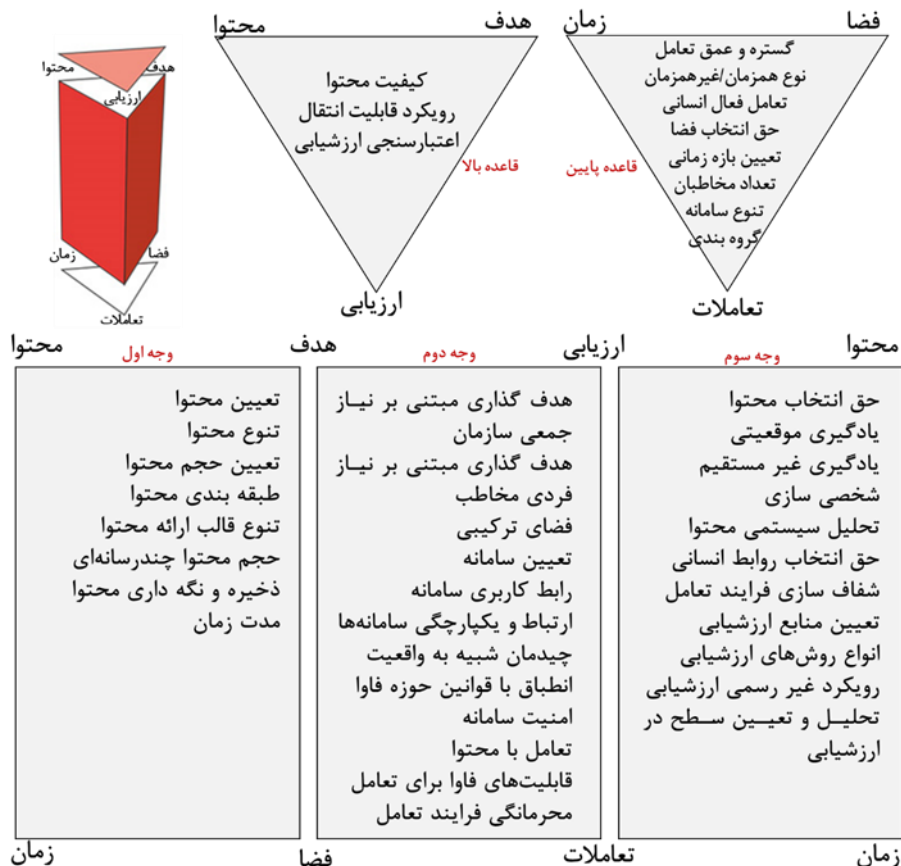 فضا
زمان
گستره و عمق تعامل
نوع همزمان/غیرهمزمان
تعامل فعال انسانی
حق انتخاب فضا
تعیین بازه زمانی
تعداد مخاطبان
تنوع سامانه
گروه بندی
قاعده پایین
تعاملات
هدف
محتوا
کیفیت محتوا
رویکرد قابلیت انتقال
اعتبارسنجی ارزشیابی
قاعده بالا
ارزیابی
هدف
محتوا
ارزیابی
فضا
زمان
تعاملات
محتوا
وجه سوم
ارزیابی
وجه دوم
هدف
وجه اول
محتوا
حق انتخاب محتوا
یادگیری موقعیتی
یادگیری غیر مستقیم
شخصی سازی
تحلیل سیستمی محتوا
حق انتخاب روابط انسانی
شفاف سازی فرایند تعامل
تعیین منابع ارزشیابی
انواع روش‌های ارزشیابی
رویکرد غیر رسمی ارزشیابی
تحلیل و تعیین سطح در
ارزشیابی
هدف گذاری مبتنی بر نیاز
جمعی سازمان
هدف گذاری مبتنی بر نیاز
فردی مخاطب
فضای ترکیبی
تعیین سامانه
رابط کاربری سامانه
ارتباط و یکپارچگی سامانه‌ها
چیدمان شبیه به واقعیت
انطباق با قوانین حوزه فاوا
امنیت سامانه
تعامل با محتوا
قابلیت‌های فاوا برای تعامل
محرمانگی فرایند تعامل
تعیین محتوا
تنوع محتوا
تعیین حجم محتوا
طبقه بندی محتوا
تنوع قالب ارائه محتوا
حجم محتوا چندرسانه‌ای
ذخیره و نگه داری محتوا
مدت زمان
زمان
تعاملات
فضا
زمان